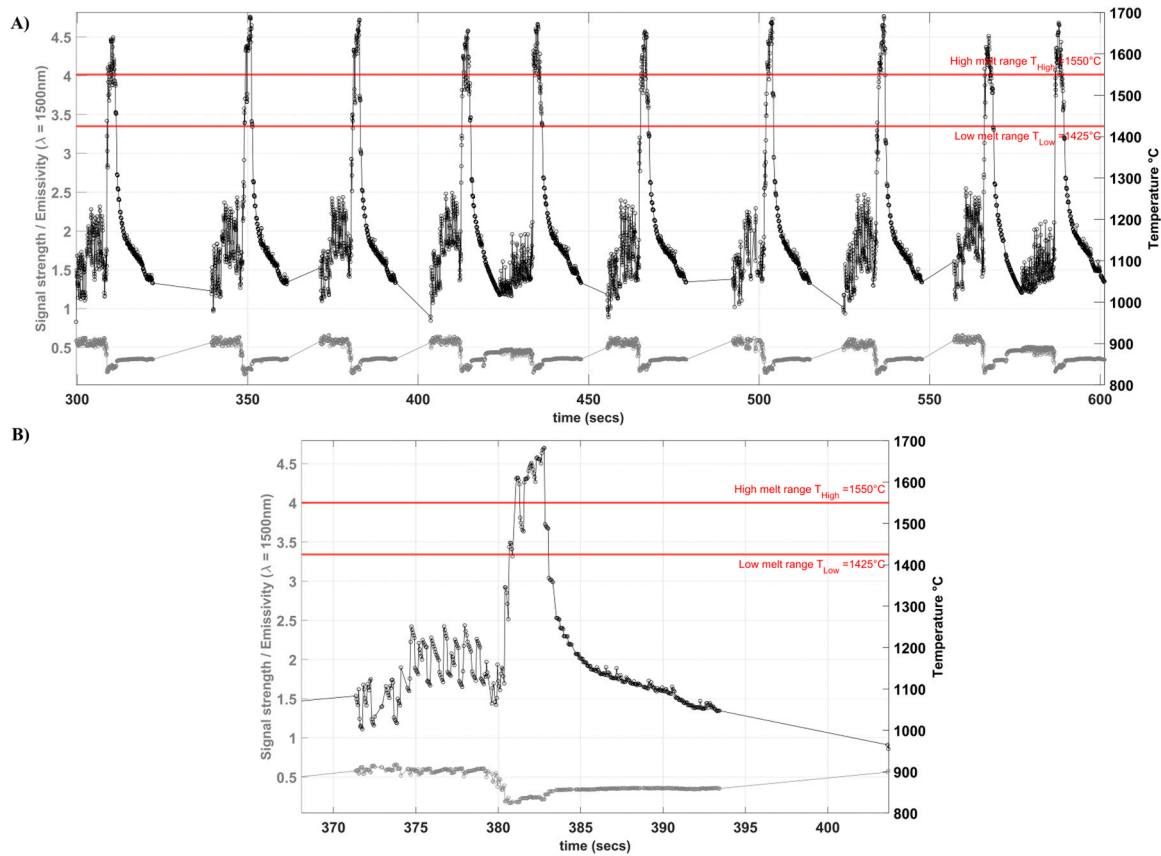 A)
Signal strength / Emissivity (λ = 1500nm)
4.5
4
3.5
3
2.5
2
1.5
1
0.5
High melt range T_High =1550°C
Low melt range T_Low =1425°C
1700
1600
1500
1400
1300
1200
1100
1000
900
800
Temperature °C
300 350 400 450 500 550 600
time (secs)
B)
Signal strength / Emissivity (λ = 1500nm)
4.5
4
3.5
3
2.5
2
1.5
1
0.5
High melt range T_High =1550°C
Low melt range T_Low =1425°C
1700
1600
1500
1400
1300
1200
1100
1000
900
800
Temperature °C
370 375 380 385 390 395 400
time (secs)